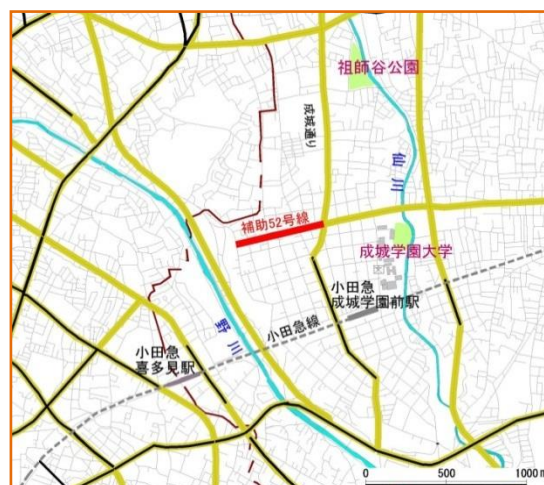 祖師谷公園
成城通り
仙川
補助52号線
成城学園大学
小田急
成城学園前駅
野川
小田急線
小田急
喜多見駅
0 500 1000 m